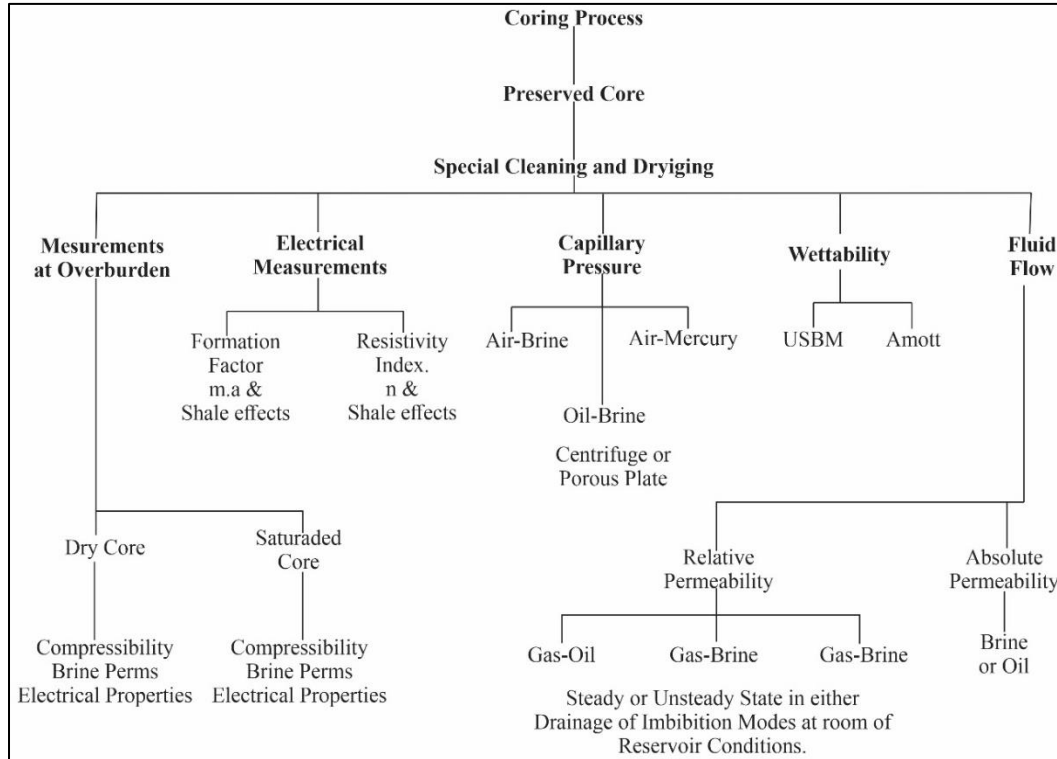 Coring Process
Preserved Core
Special Cleaning and Dryiging
Mesurements
at Overburden
Electrical
Measurements
Capillary
Pressure
Wettability
Fluid
Flow
Formation
Factor
m.a &
Shale effects
Resistivity
Index.
n &
Shale effects
Air-Brine
Air-Mercury
Oil-Brine
Centrifuge or
Porous Plate
USBM
Amott
Dry Core
Saturaded
Core
Compressibility
Brine Perms
Electrical Properties
Compressibility
Brine Perms
Electrical Properties
Relative
Permeability
Absolute
Permeability
Gas-Oil
Gas-Brine
Gas-Brine
Brine
or Oil
Steady or Unsteady State in either
Drainage of Imbibition Modes at room of
Reservoir Conditions.